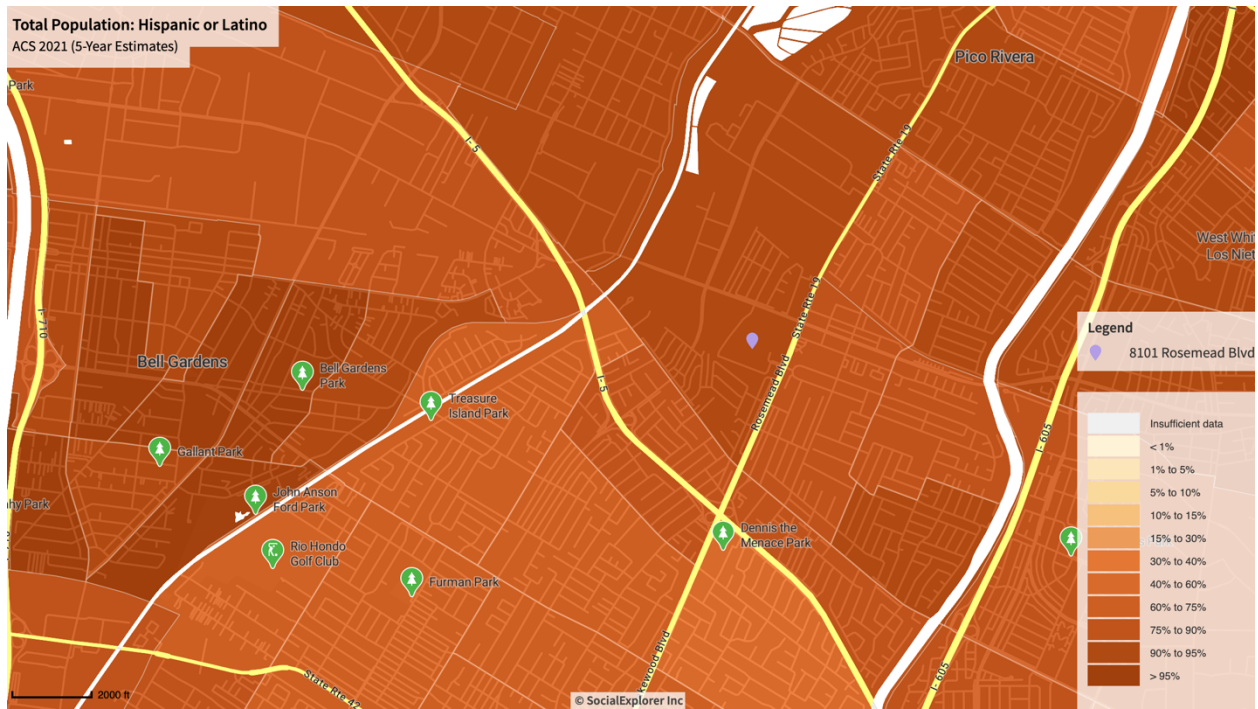 Total Population: Hispanic or Latino
ACS 2021 (5-Year Estimates)
Park
I- 5
State Rte 19
Pico Rivera
West Whi
Los Niet
I- 710
State Rte 19
Legend
8101 Rosemead Blvd
Bell Gardens
Bell Gardens
Park
Treasure
Island Park
I- 5
Rosemead Blvd
I- 605
Gallant Park
John Anson
Ford Park
hy Park
Rio Hondo
Golf Club
Furman Park
Dennis the
Menace Park
Insufficient data
< 1%
1% to 5%
5% to 10%
10% to 15%
15% to 30%
30% to 40%
40% to 60%
60% to 75%
75% to 90%
90% to 95%
> 95%
kewood Blvd
I- 605
State Rte 42
2000 ft
© SocialExplorer Inc